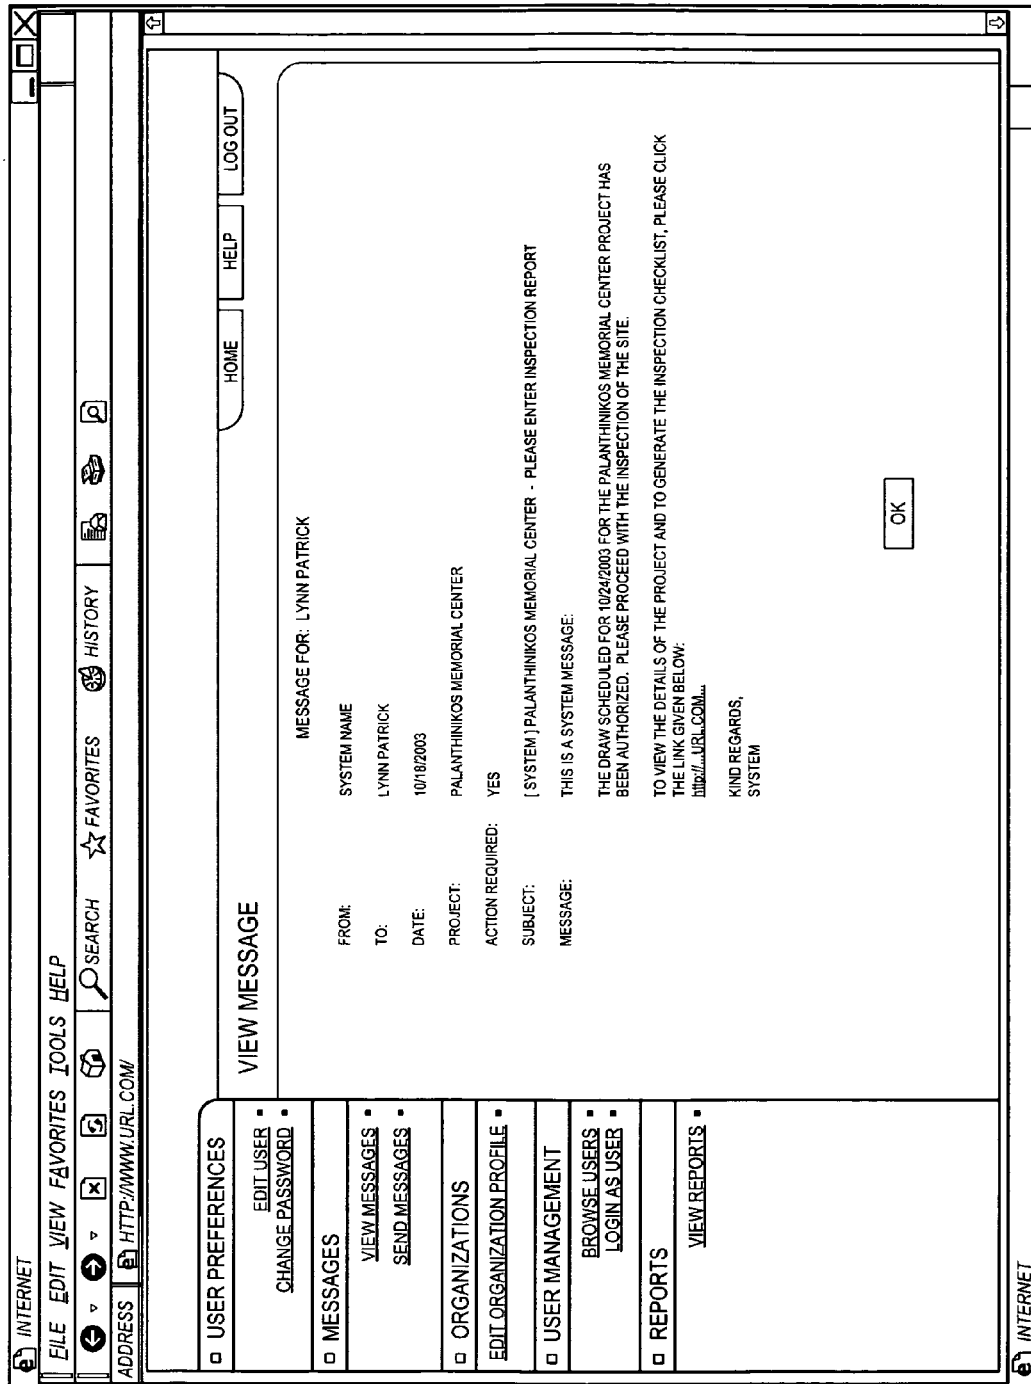 INTERNET
FILE EDIT VIEW FAVORITES TOOLS HELP
SEARCH FAVORITES HISTORY
ADDRESS HTTP://WWW.URL.COM/
HOME HELP LOG OUT
USER PREFERENCES
EDIT USER
CHANGE PASSWORD
MESSAGES
VIEW MESSAGES
SEND MESSAGES
ORGANIZATIONS
EDIT ORGANIZATION PROFILE
USER MANAGEMENT
BROWSE USERS
LOGIN AS USER
REPORTS
VIEW REPORTS
VIEW MESSAGE
MESSAGE FOR: LYNN PATRICK
FROM: SYSTEM NAME
TO: LYNN PATRICK
DATE: 10/18/2003
PROJECT: PALANTHINIKOS MEMORIAL CENTER
ACTION REQUIRED: YES
SUBJECT: [ SYSTEM ] PALANTHINIKOS MEMORIAL CENTER - PLEASE ENTER INSPECTION REPORT
MESSAGE: THIS IS A SYSTEM MESSAGE:
THE DRAW SCHEDULED FOR 10/24/2003 FOR THE PALANTHINIKOS MEMORIAL CENTER PROJECT HAS
BEEN AUTHORIZED. PLEASE PROCEED WITH THE INSPECTION OF THE SITE.
TO VIEW THE DETAILS OF THE PROJECT AND TO GENERATE THE INSPECTION CHECKLIST, PLEASE CLICK
THE LINK GIVEN BELOW:
http://...URL.COM...
KIND REGARDS,
SYSTEM
OK
INTERNET